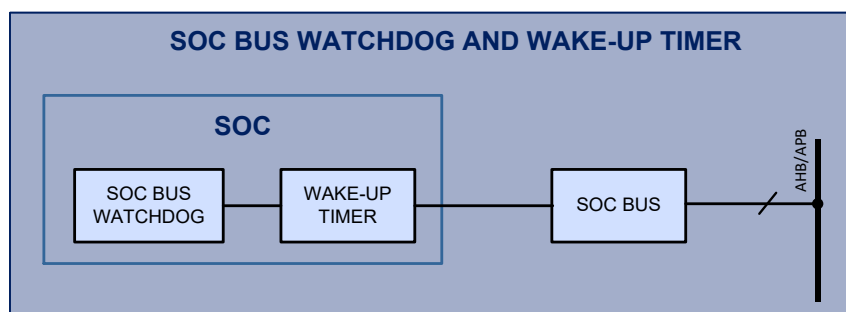 SOC BUS WATCHDOG AND WAKE-UP TIMER
SOC
SOC BUS
WATCHDOG
WAKE-UP
TIMER
SOC BUS
AHB/APB